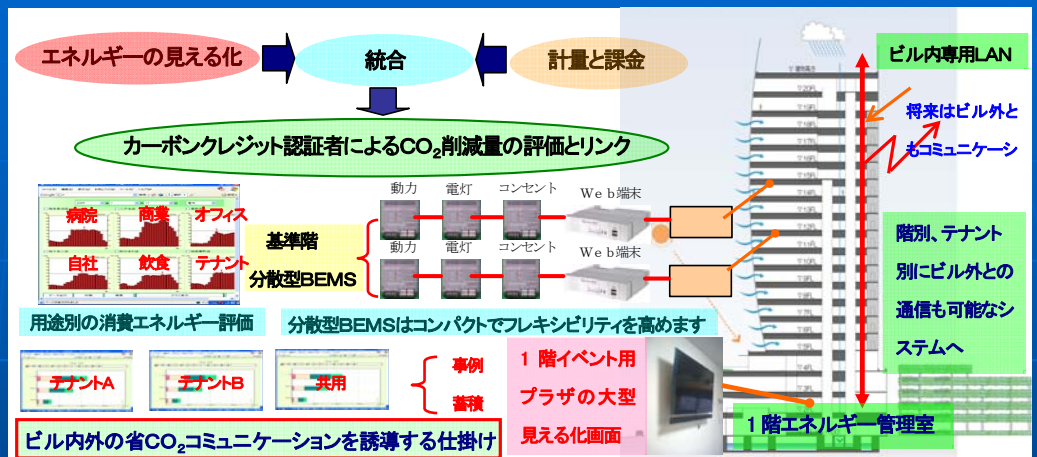 エネルギーの見える化
統合
計量と課金
カーボンクレジット認証者によるCO2削減量の評価とリンク
ビル内専用LAN
将来はビル外と
もコミュニケーシ
病院
商業
オフィス
自社
飲食
テナント
基準階
分散型BEMS
動力
電灯
コンセント
Web端末
動力
電灯
コンセント
Web端末
階別、テナント
別にビル外との
通信も可能なシ
ステムへ
用途別の消費エネルギー評価
分散型BEMSはコンパクトでフレキシビリティを高めます
テナントA
テナントB
共用
事例
蓄積
1 階イベント用
プラザの大型
見える化画面
1階エネルギー管理室
ビル内外の省CO2コミュニケーションを誘導する仕掛け